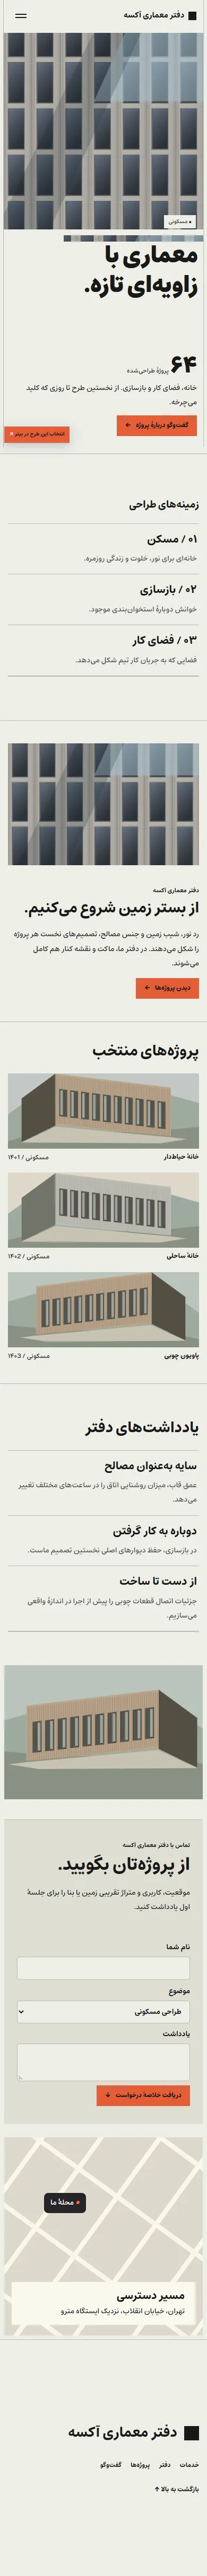 دفتر معماری آکسه
مسکونی
معماری با
زاویه‌ای تازه.
۶۴ پروژهٔ طراحی‌شده
خانه، فضای کار و بازسازی. از نخستین طرح تا روزی که کلید
می‌چرخد.
گفت‌وگو دربارهٔ پروژه ←
انتخاب این طرح در بیتر
زمینه‌های طراحی
۰۱ / مسکن
خانه‌ای برای نور، خلوت و زندگی روزمره.
۰۲ / بازسازی
خوانش دوبارهٔ استخوان‌بندی موجود.
۰۳ / فضای کار
فضایی که به جریان کار تیم شکل می‌دهد.
دفتر معماری آکسه
از بستر زمین شروع می‌کنیم.
رد نور، شیب زمین و جنس مصالح، تصمیم‌های نخست هر پروژه
را شکل می‌دهند. در دفتر ما، ماکت و نقشه کنار هم کامل
می‌شوند.
دیدن پروژه‌ها ←
پروژه‌های منتخب
خانهٔ حیاط‌دار
مسکونی / ۱۴۰۱
خانهٔ ساحلی
مسکونی / ۱۴۰۲
پاویون چوبی
مسکونی / ۱۴۰۳
یادداشت‌های دفتر
سایه به‌عنوان مصالح
عمق قاب، میزان روشنایی اتاق را در ساعت‌های مختلف تغییر
می‌دهد.
دوباره به کار گرفتن
در بازسازی، حفظ دیوارهای اصلی نخستین تصمیم ماست.
از دست تا ساخت
جزئیات اتصال قطعات چوبی را پیش از اجرا در اندازهٔ واقعی
می‌سازیم.
تماس با دفتر معماری آکسه
از پروژه‌تان بگویید.
موقعیت، کاربری و متراژ تقریبی زمین یا بنا را برای جلسهٔ
اول یادداشت کنید.
نام شما
موضوع
طراحی مسکونی
یادداشت
دریافت خلاصهٔ درخواست ↓
محلهٔ ما
مسیر دسترسی
تهران، خیابان انقلاب، نزدیک ایستگاه مترو
دفتر معماری آکسه
خدمات دفتر پروژه‌ها گفت‌وگو
بازگشت به بالا ↑